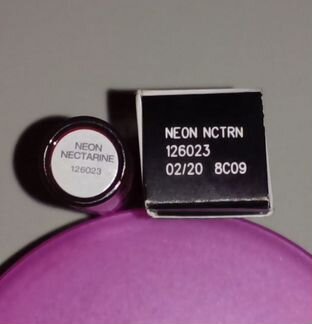 NEON
NECTARINE
126023
NEON NCTRN
126023
02/20 8C09